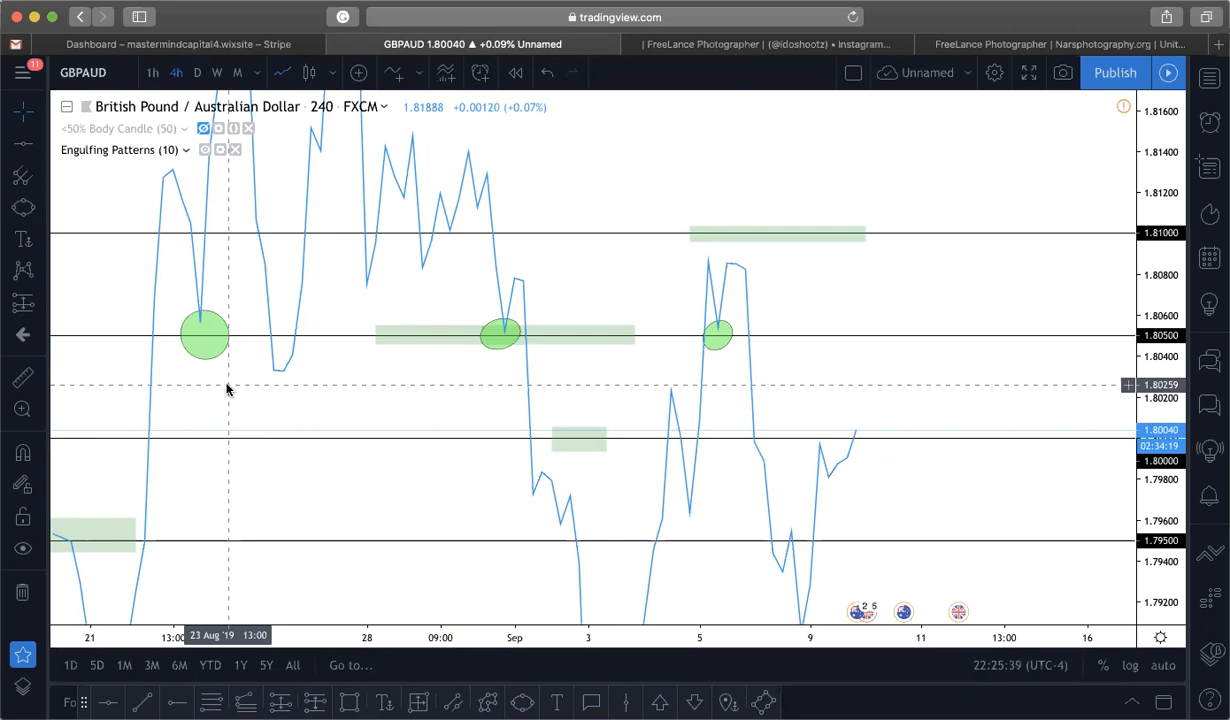 tradingview.com
Dashboard – mastermindcapital4.wixsite – Stripe
GBPAUD 1.80040 ▲ +0.09% Unnamed
| FreeLance Photographer | (@idoshootz) • Instagram...
FreeLance Photographer | Narsphotography.org | Unit...
11
GBPAUD
1h 4h D W M
Unnamed
Publish
British Pound / Australian Dollar · 240 · FXCM
1.81888 +0.00120 (+0.07%)
<50% Body Candle (50)
Engulfing Patterns (10)
1.81600
1.81400
1.81200
1.81000
1.80800
1.80600
1.80500
1.80400
1.80259
1.80200
1.80040
02:34:19
1.80000
1.79800
1.79600
1.79500
1.79400
1.79200
2 5
21 13:00 23 Aug '19 13:00 28 09:00 Sep 3 5 9 11 13:00 16
1D 5D 1M 3M 6M YTD 1Y 5Y All Go to...
22:25:39 (UTC-4) % log auto
Fo